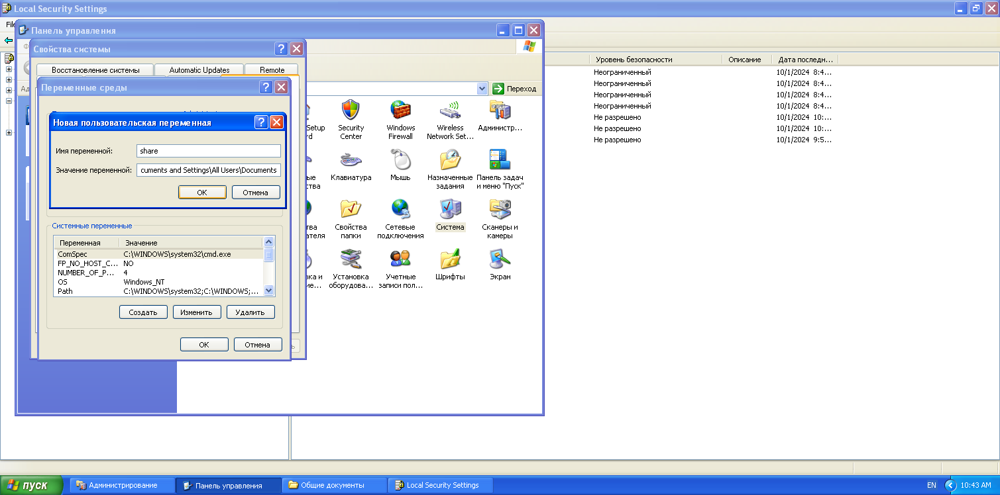 Local Security Settings
File
Панель управления
Свойства системы
Восстановление системы Automatic Updates Remote
Уровень безопасности Описание Дата последн...
Неограниченный 10/1/2024 8:4...
Неограниченный 10/1/2024 8:4...
Неограниченный 10/1/2024 8:4...
Неограниченный 10/1/2024 8:4...
Не разрешено 10/1/2024 10:...
Не разрешено 10/1/2024 10:...
Не разрешено 10/1/2024 9:5...
Переменные среды
Ад
Переход
Новая пользовательская переменная
Имя переменной: share
Значение переменной: cuments and Settings\All Users\Documents
OK Отмена
Setup
rd
Security
Center
Windows
Firewall
Wireless
Network Set...
Администр...
ые
ства
Клавиатура
Мышь
Назначенные
задания
Панель задач
и меню "Пуск"
тва
ателя
Свойства
папки
Сетевые
подключения
Система
Сканеры и
камеры
ка и
ие...
Установка
оборудова...
Учетные
записи пол...
Шрифты
Экран
Системные переменные
Переменная Значение
ComSpec C:\WINDOWS\system32\cmd.exe
FP_NO_HOST_C... NO
NUMBER_OF_P... 4
OS Windows_NT
Path C:\WINDOWS\system32;C:\WINDOWS;...
Создать Изменить Удалить
OK Отмена
пуск Администрирование Панель управления Общие документы Local Security Settings EN 10:43 AM